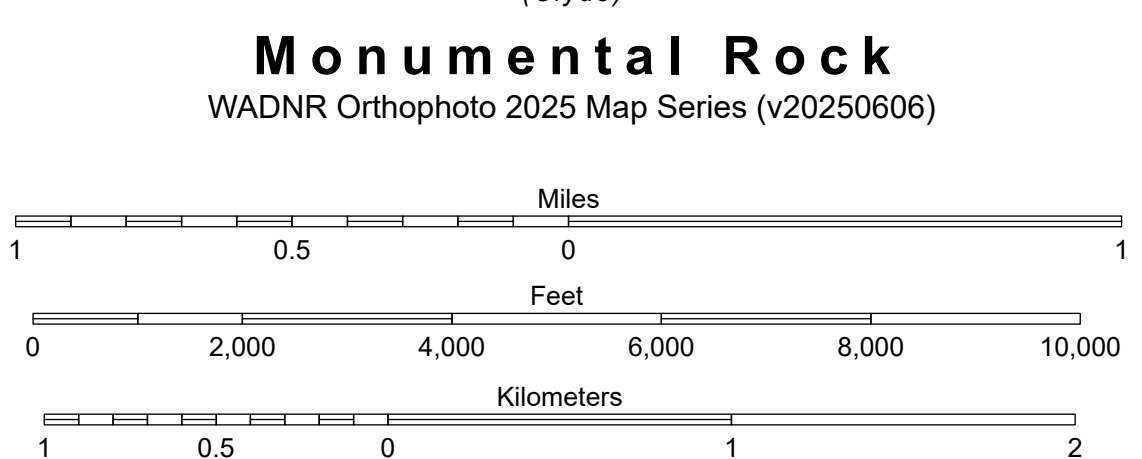 Monumental Rock
WADNR Orthophoto 2025 Map Series (v20250606)
Miles
1 0.5 0 1
Feet
0 2,000 4,000 6,000 8,000 10,000
Kilometers
1 0.5 0 1 2